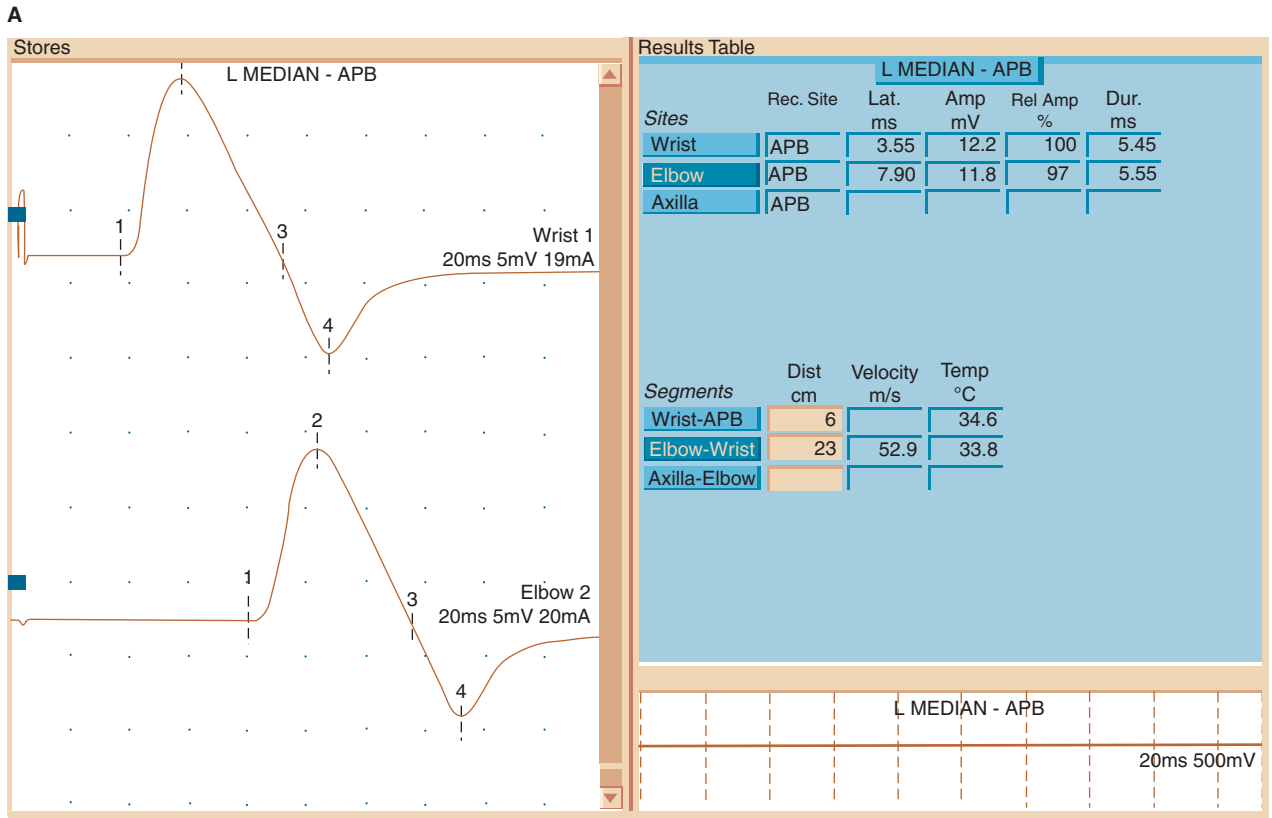 A
Stores
L MEDIAN - APB
1
3
4
Wrist 1
20ms 5mV 19mA
2
1
3
4
Elbow 2
20ms 5mV 20mA
Results Table
L MEDIAN - APB
Sites Rec. Site Lat. ms Amp mV Rel Amp % Dur. ms
Wrist APB 3.55 12.2 100 5.45
Elbow APB 7.90 11.8 97 5.55
Axilla APB
Segments Dist cm Velocity m/s Temp °C
Wrist-APB 6 34.6
Elbow-Wrist 23 52.9 33.8
Axilla-Elbow
L MEDIAN - APB
20ms 500mV